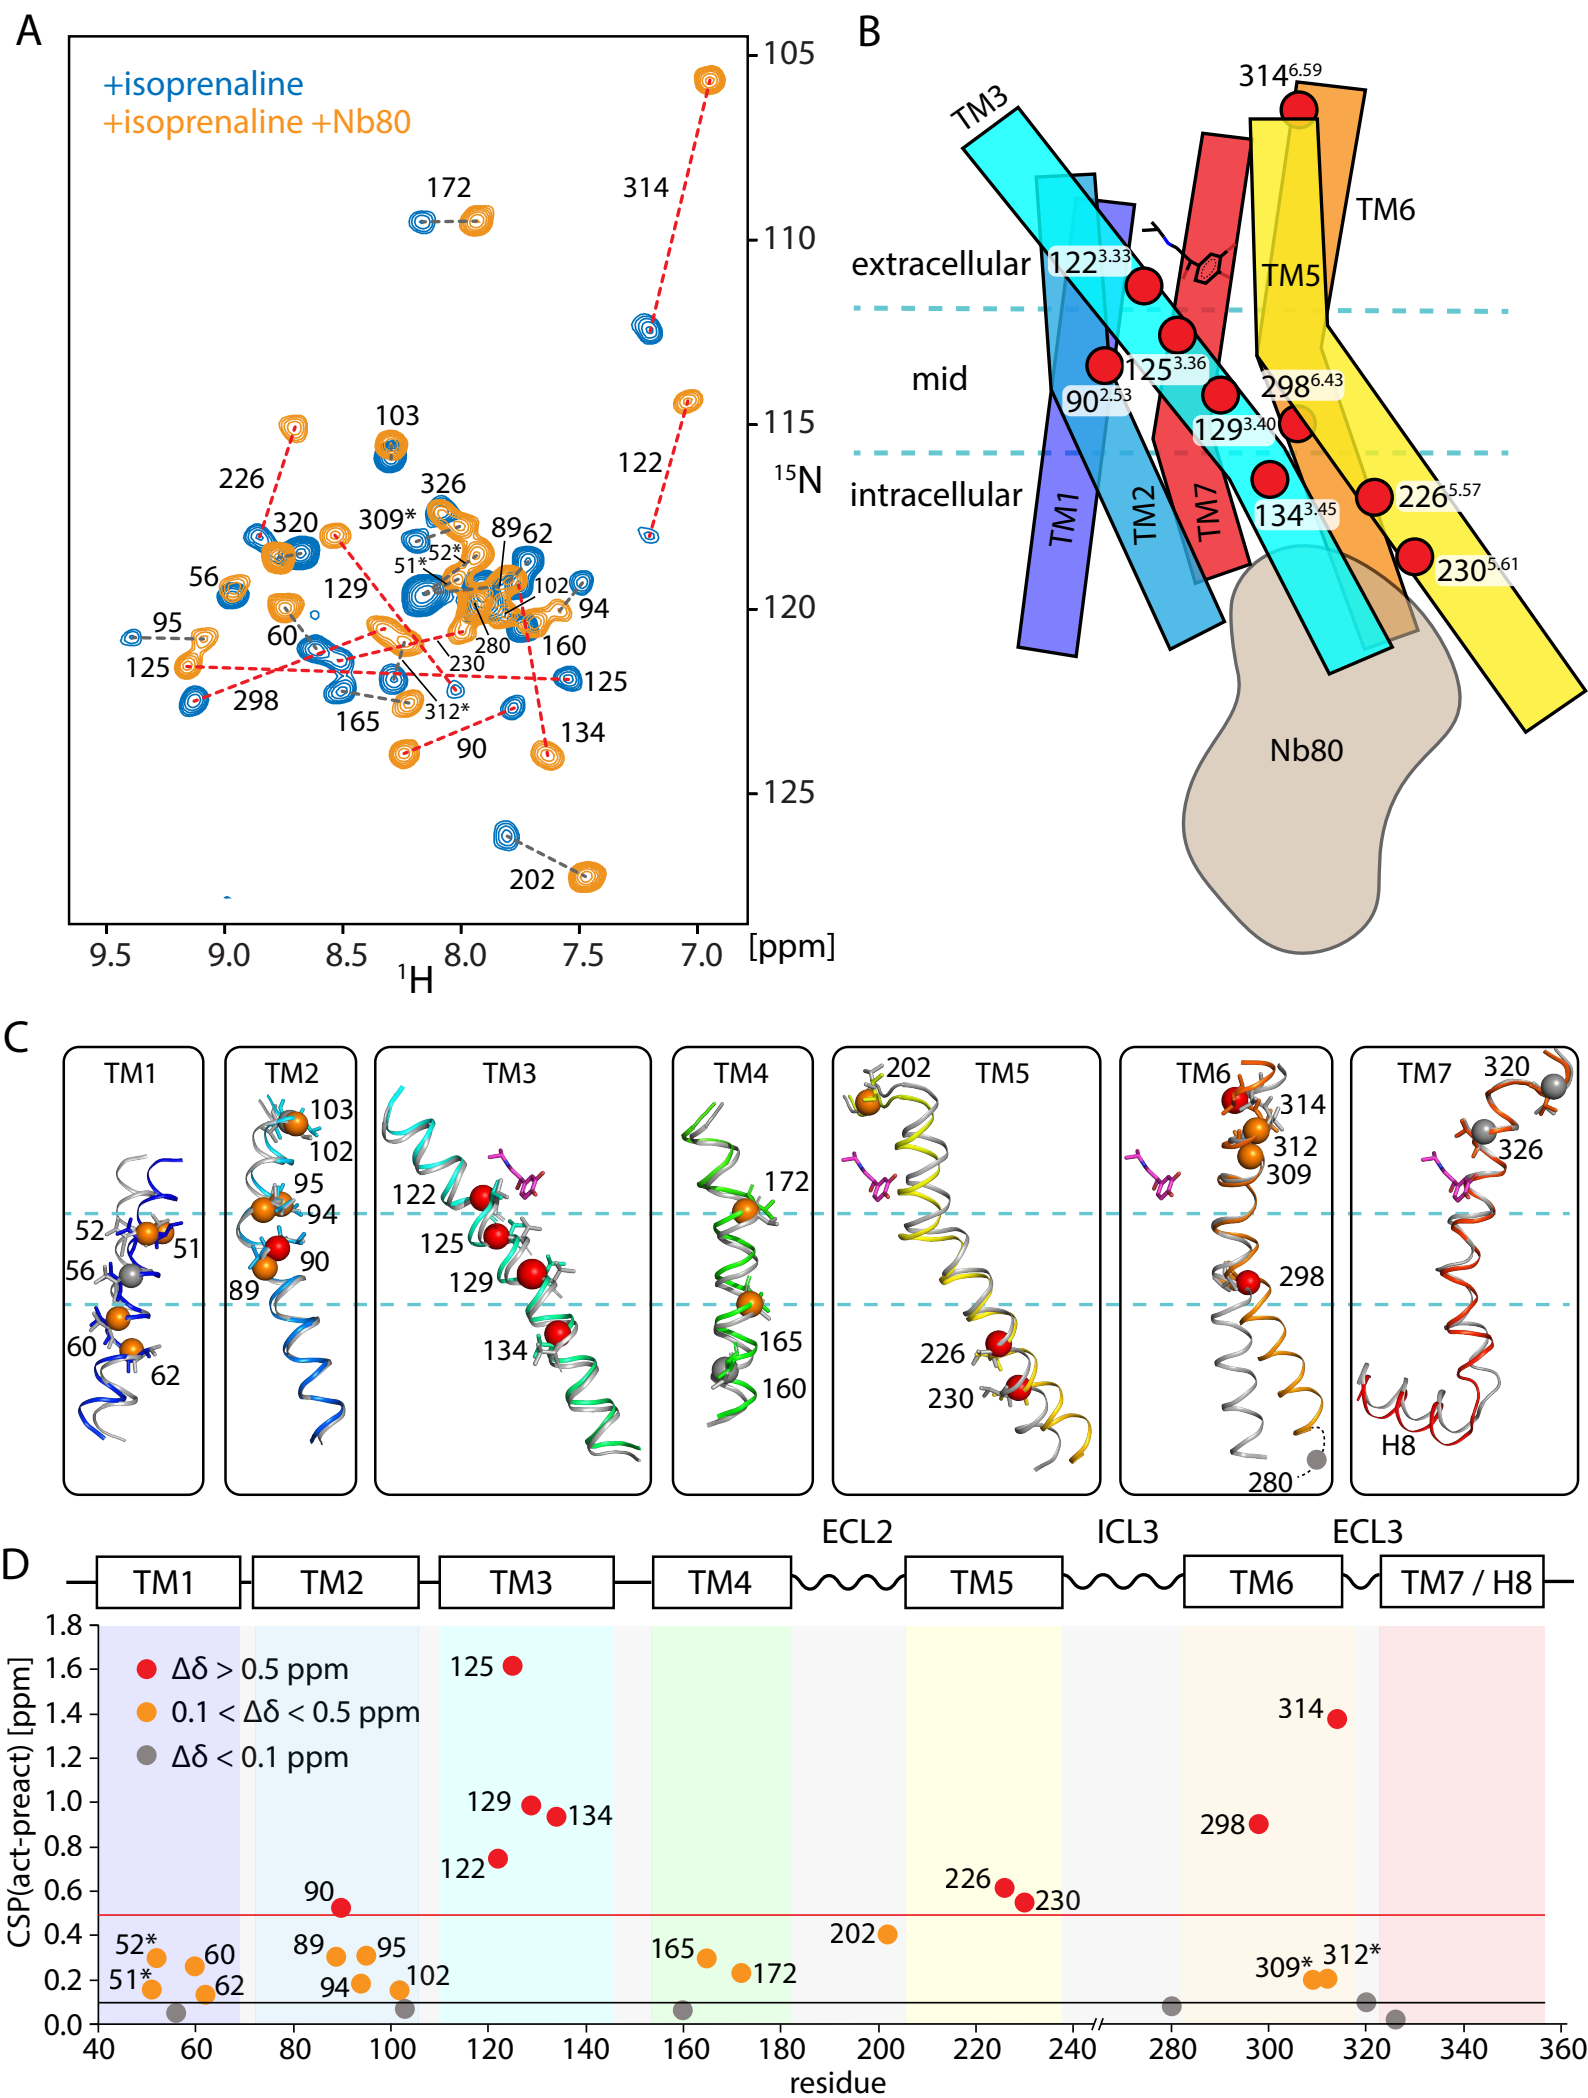 A
+isoprenaline
+isoprenaline +Nb80
172
314
103
226
122
326
309*
320
89 62
52*
51*
56
129
102
94
95
60
280
160
230
125
125
298
165
312*
90
134
202
105
110
115
15N
120
125
9.5 9.0 8.5 8.0 7.5 7.0 [ppm]
1H
B
314^6.59
TM3
TM6
extracellular
122^3.33
TM5
mid
125^3.36
298^6.43
90^2.53
129^3.40
intracellular
TM1
TM2
TM7
134^3.45
226^5.57
230^5.61
Nb80
C
TM1
52
51
56
60
62
TM2
103
102
95
94
90
89
TM3
122
125
129
134
TM4
172
165
160
TM5
202
226
230
TM6
314
312
309
298
280
TM7
320
326
H8
D
ECL2 ICL3 ECL3
TM1 TM2 TM3 TM4 TM5 TM6 TM7 / H8
CSP(act-preact) [ppm]
1.8
1.6
1.4
1.2
1.0
0.8
0.6
0.4
0.2
0.0
Δδ > 0.5 ppm
0.1 < Δδ < 0.5 ppm
Δδ < 0.1 ppm
125
314
129
134
298
122
226
230
90
202
52*
60
89
95
165
51*
62
94
102
172
309*
312*
40 60 80 100 120 140 160 180 200 220 240 280 300 320 340 360
residue